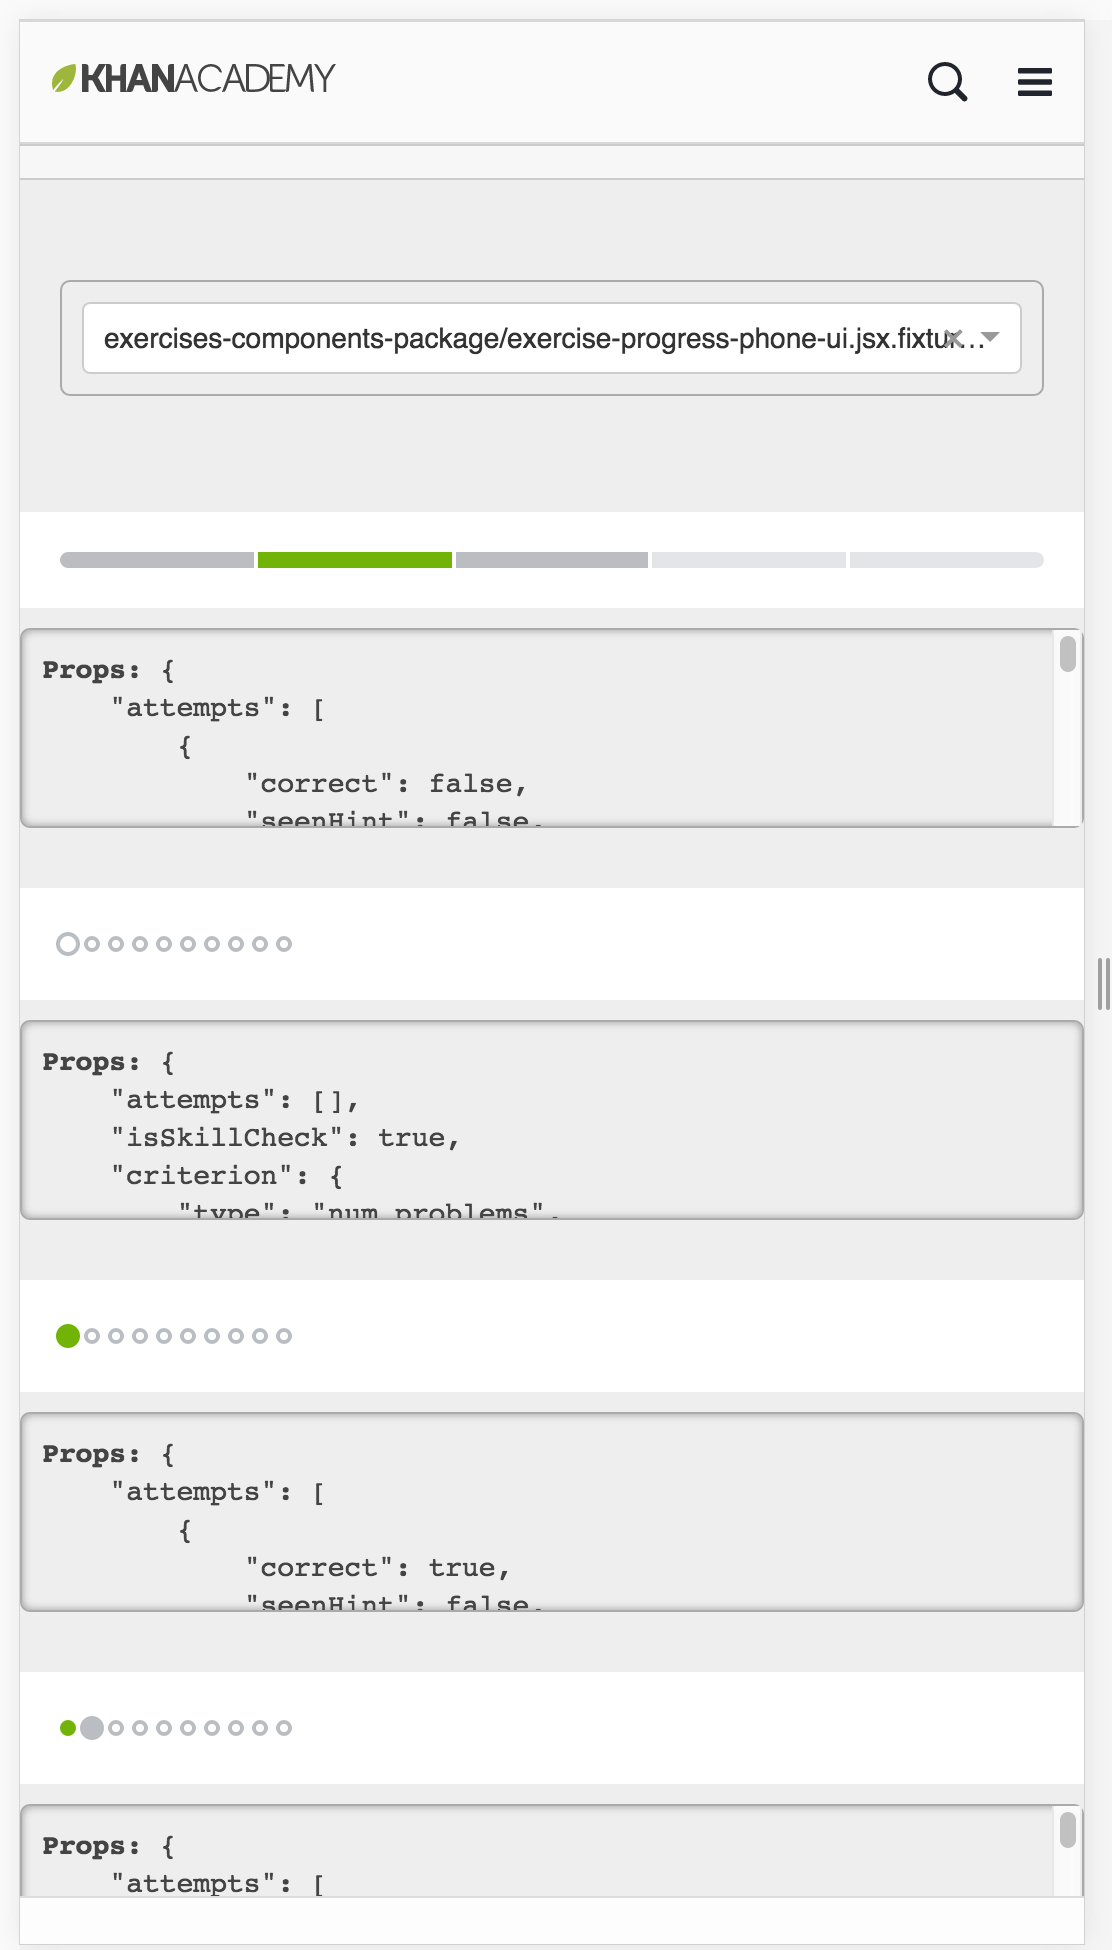 KHANACADEMY
exercises-components-package/exercise-progress-phone-ui.jsx.fixtur...
Props: {
"attempts": [
{
"correct": false,
"seenHint": false,
Props: {
"attempts": [],
"isSkillCheck": true,
"criterion": {
"type": "num_problems",
Props: {
"attempts": [
{
"correct": true,
"seenHint": false,
Props: {
"attempts": [